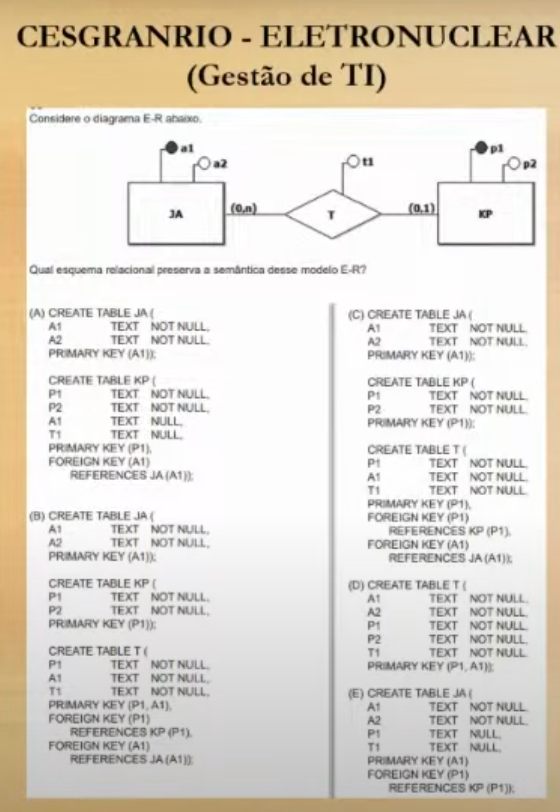 CESGRANRIO - ELETRONUCLEAR
(Gestão de TI)
Considere o diagrama E-R abaixo.
a1
a2
t1
p1
p2
JA
(0,n)
T
(0,1)
KP
Qual esquema relacional preserva a semântica desse modelo E-R?
(A) CREATE TABLE JA (
A1 TEXT NOT NULL,
A2 TEXT NOT NULL,
PRIMARY KEY (A1));
CREATE TABLE KP (
P1 TEXT NOT NULL,
P2 TEXT NOT NULL,
A1 TEXT NULL,
T1 TEXT NULL,
PRIMARY KEY (P1),
FOREIGN KEY (A1)
REFERENCES JA (A1));
(B) CREATE TABLE JA (
A1 TEXT NOT NULL,
A2 TEXT NOT NULL,
PRIMARY KEY (A1));
CREATE TABLE KP (
P1 TEXT NOT NULL,
P2 TEXT NOT NULL,
PRIMARY KEY (P1));
CREATE TABLE T (
P1 TEXT NOT NULL,
A1 TEXT NOT NULL,
T1 TEXT NOT NULL,
PRIMARY KEY (P1, A1),
FOREIGN KEY (P1)
REFERENCES KP (P1),
FOREIGN KEY (A1)
REFERENCES JA (A1));
(C) CREATE TABLE JA (
A1 TEXT NOT NULL,
A2 TEXT NOT NULL,
PRIMARY KEY (A1));
CREATE TABLE KP (
P1 TEXT NOT NULL,
P2 TEXT NOT NULL,
PRIMARY KEY (P1));
CREATE TABLE T (
P1 TEXT NOT NULL,
A1 TEXT NOT NULL,
T1 TEXT NOT NULL,
PRIMARY KEY (P1),
FOREIGN KEY (P1)
REFERENCES KP (P1),
FOREIGN KEY (A1)
REFERENCES JA (A1));
(D) CREATE TABLE T (
A1 TEXT NOT NULL,
A2 TEXT NOT NULL,
P1 TEXT NOT NULL,
P2 TEXT NOT NULL,
T1 TEXT NOT NULL,
PRIMARY KEY (P1, A1));
(E) CREATE TABLE JA (
A1 TEXT NOT NULL,
A2 TEXT NOT NULL,
P1 TEXT NULL,
T1 TEXT NULL,
PRIMARY KEY (A1)
FOREIGN KEY (P1)
REFERENCES KP (P1));